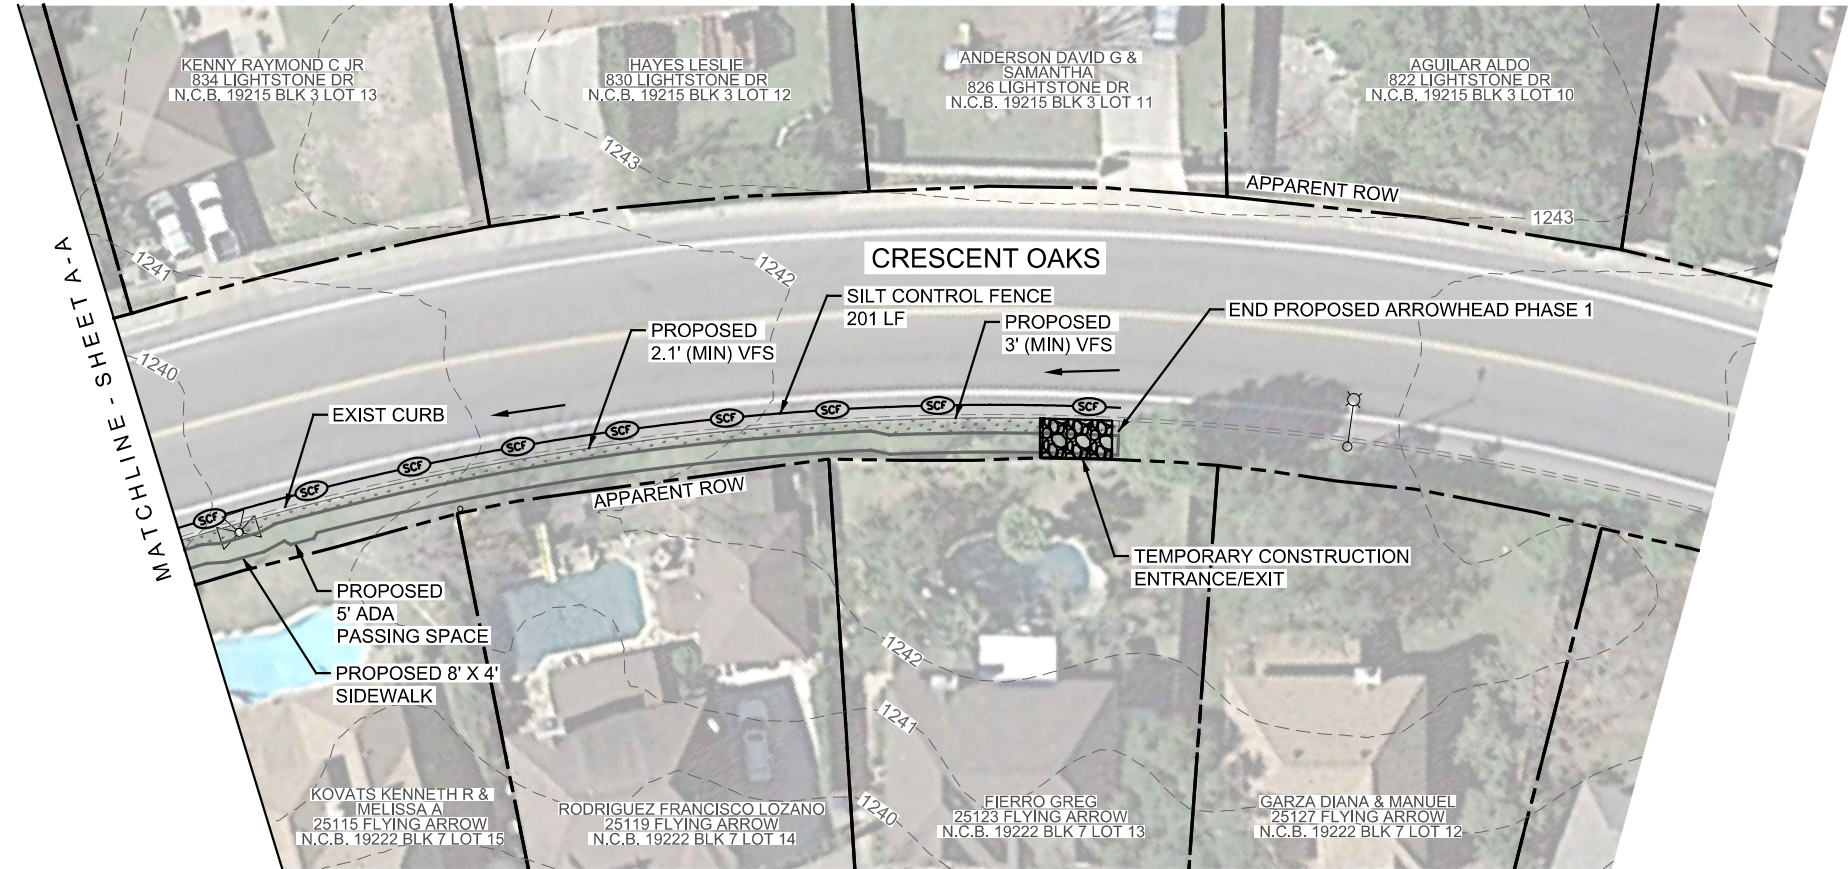 KENNY RAYMOND C JR
834 LIGHTSTONE DR
N.C.B. 19215 BLK 3 LOT 13
HAYES LESLIE
830 LIGHTSTONE DR
N.C.B. 19215 BLK 3 LOT 12
ANDERSON DAVID G &
SAMANTHA
826 LIGHTSTONE DR
N.C.B. 19215 BLK 3 LOT 11
AGUILAR ALDO
822 LIGHTSTONE DR
N.C.B. 19215 BLK 3 LOT 10
1243
APPARENT ROW
1243
1241
1242
1240
MATCHLINE - SHEET A-A
CRESCENT OAKS
SILT CONTROL FENCE
201 LF
PROPOSED
2.1' (MIN) VFS
PROPOSED
3' (MIN) VFS
END PROPOSED ARROWHEAD PHASE 1
EXIST CURB
SCF
SCF
SCF
SCF
SCF
SCF
SCF
SCF
SCF
APPARENT ROW
TEMPORARY CONSTRUCTION
ENTRANCE/EXIT
PROPOSED
5' ADA
PASSING SPACE
PROPOSED 8' X 4'
SIDEWALK
1242
1241
1240
KOVATS KENNETH R &
MELISSA A
25115 FLYING ARROW
N.C.B. 19222 BLK 7 LOT 15
RODRIGUEZ FRANCISCO LOZANO
25119 FLYING ARROW
N.C.B. 19222 BLK 7 LOT 14
FIERRO GREG
25123 FLYING ARROW
N.C.B. 19222 BLK 7 LOT 13
GARZA DIANA & MANUEL
25127 FLYING ARROW
N.C.B. 19222 BLK 7 LOT 12